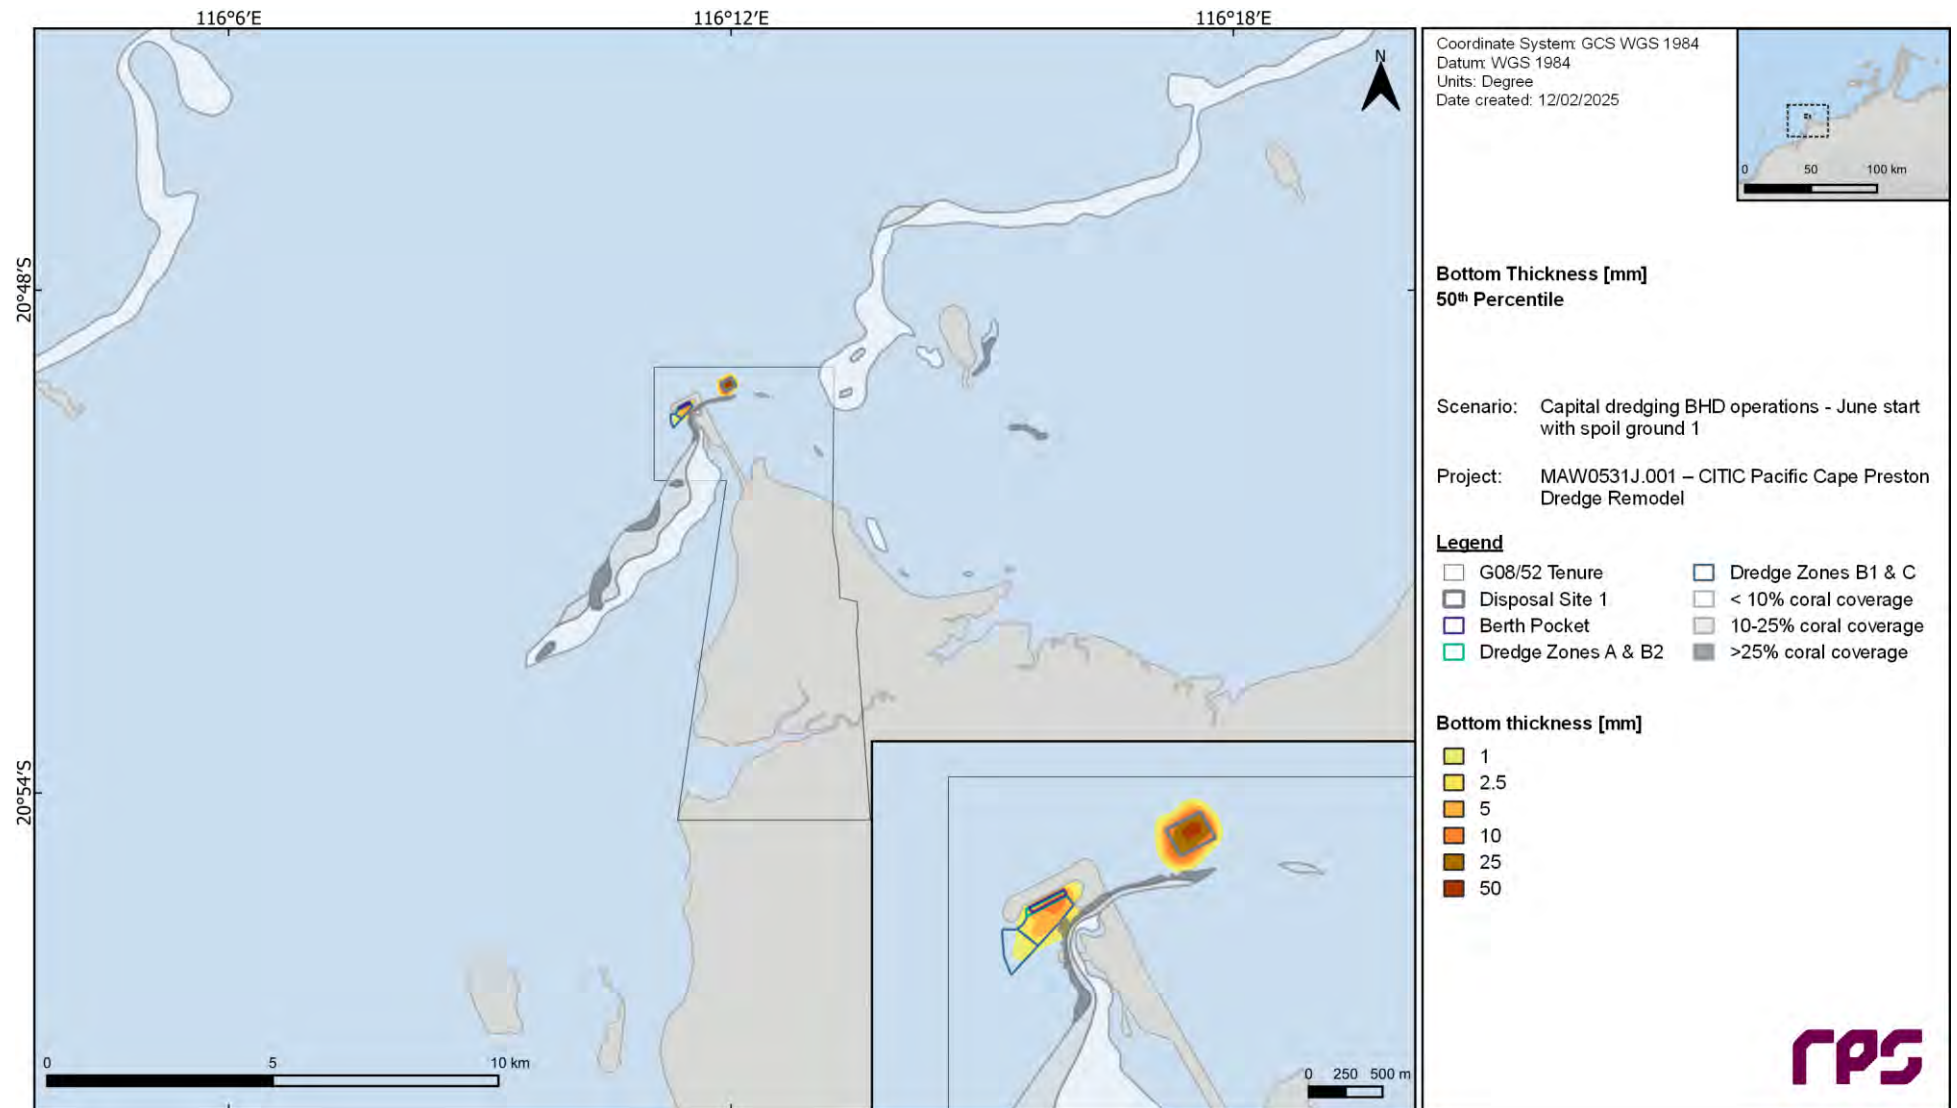 116°6′E
116°12′E
116°18′E
20°48′S
20°54′S
N
0 5 10 km
0 250 500 m
Coordinate System: GCS WGS 1984
Datum: WGS 1984
Units: Degree
Date created: 12/02/2025
0 50 100 km
Bottom Thickness [mm]
50th Percentile
Scenario: Capital dredging BHD operations - June start
with spoil ground 1
Project: MAW0531J.001 – CITIC Pacific Cape Preston
Dredge Remodel
Legend
G08/52 Tenure
Disposal Site 1
Berth Pocket
Dredge Zones A & B2
Dredge Zones B1 & C
< 10% coral coverage
10-25% coral coverage
>25% coral coverage
Bottom thickness [mm]
1
2.5
5
10
25
50
rps